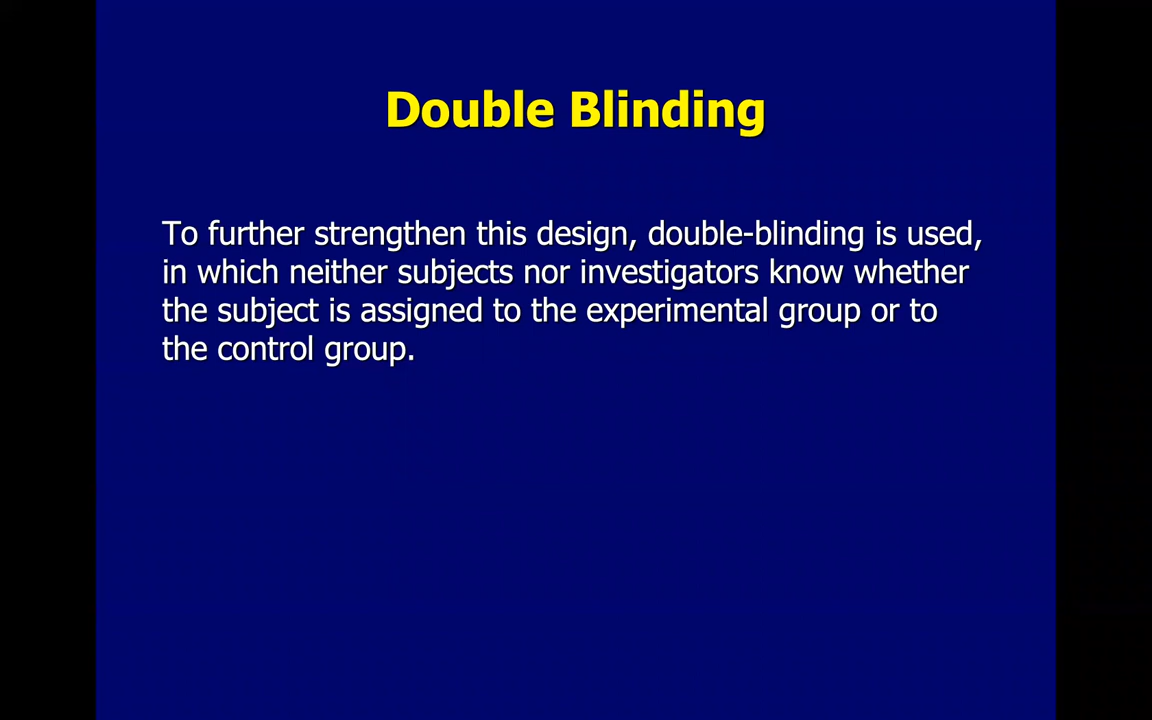 Double Blinding
To further strengthen this design, double-blinding is used,
in which neither subjects nor investigators know whether
the subject is assigned to the experimental group or to
the control group.